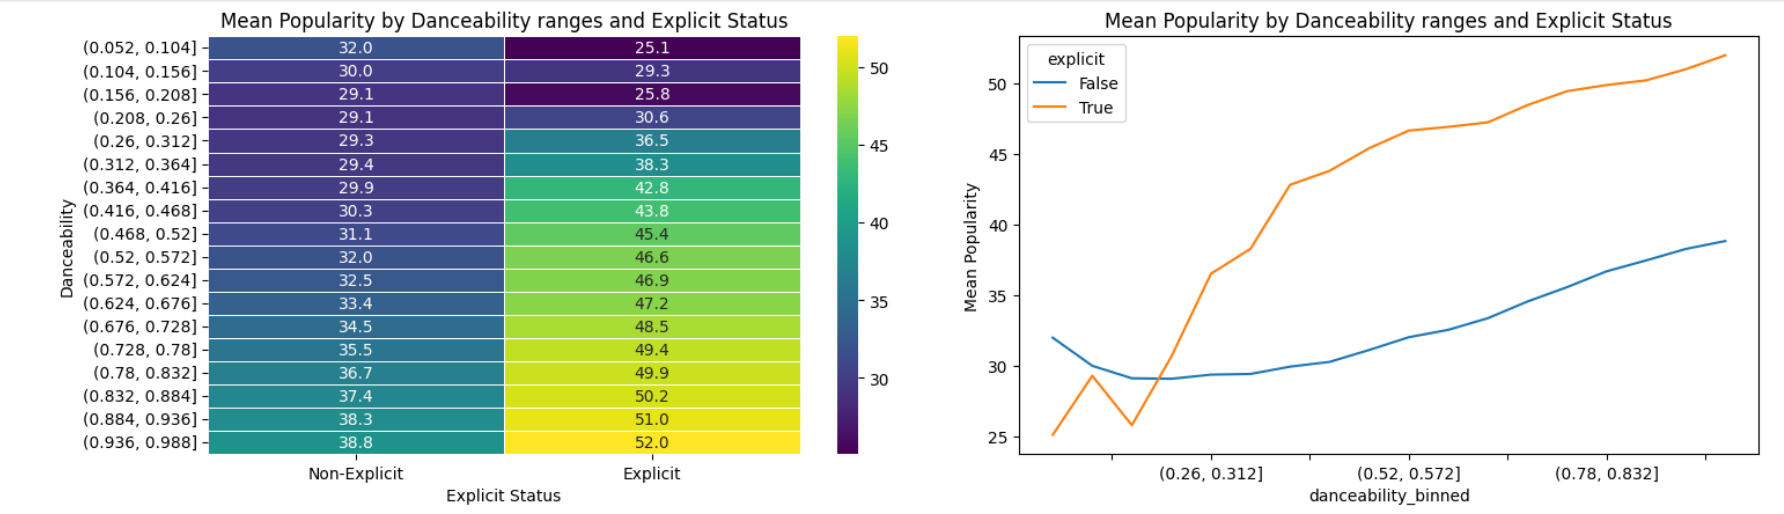 Mean Popularity by Danceability ranges and Explicit Status
(0.052, 0.104] 32.0 25.1
(0.104, 0.156] 30.0 29.3
(0.156, 0.208] 29.1 25.8
(0.208, 0.26] 29.1 30.6
(0.26, 0.312] 29.3 36.5
(0.312, 0.364] 29.4 38.3
(0.364, 0.416] 29.9 42.8
(0.416, 0.468] 30.3 43.8
(0.468, 0.52] 31.1 45.4
(0.52, 0.572] 32.0 46.6
(0.572, 0.624] 32.5 46.9
(0.624, 0.676] 33.4 47.2
(0.676, 0.728] 34.5 48.5
(0.728, 0.78] 35.5 49.4
(0.78, 0.832] 36.7 49.9
(0.832, 0.884] 37.4 50.2
(0.884, 0.936] 38.3 51.0
(0.936, 0.988] 38.8 52.0
Danceability
Non-Explicit Explicit
Explicit Status
50
45
40
35
30
Mean Popularity by Danceability ranges and Explicit Status
explicit
False
True
50
45
40
35
30
25
Mean Popularity
(0.26, 0.312] (0.52, 0.572] (0.78, 0.832]
danceability_binned